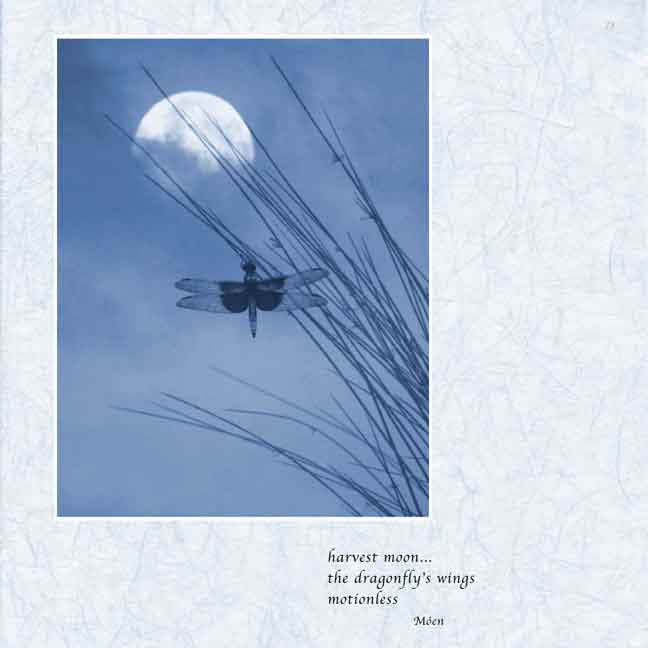 harvest moon...
the dragonfly's wings
motionless
Móen